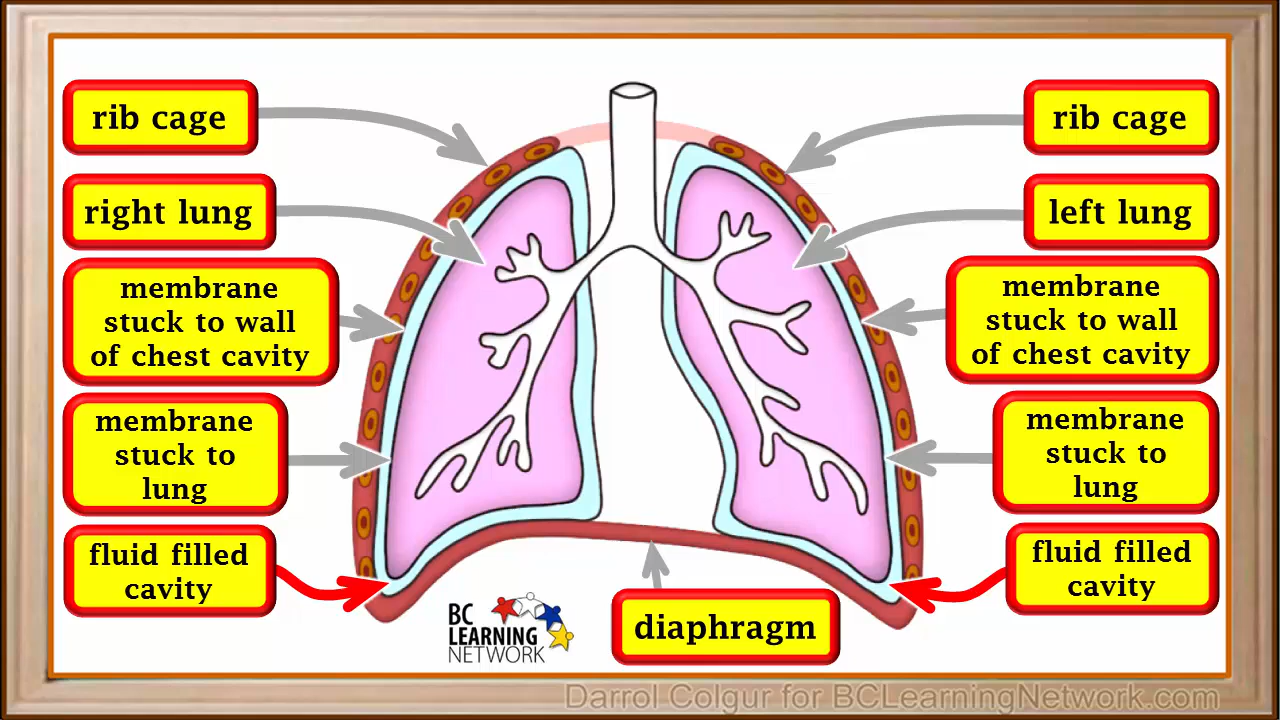 rib cage
right lung
membrane
stuck to wall
of chest cavity
membrane
stuck to
lung
fluid filled
cavity
rib cage
left lung
membrane
stuck to wall
of chest cavity
membrane
stuck to
lung
fluid filled
cavity
diaphragm
BC
LEARNING
NETWORK
Darrol Colgur for BCLearningNetwork.com